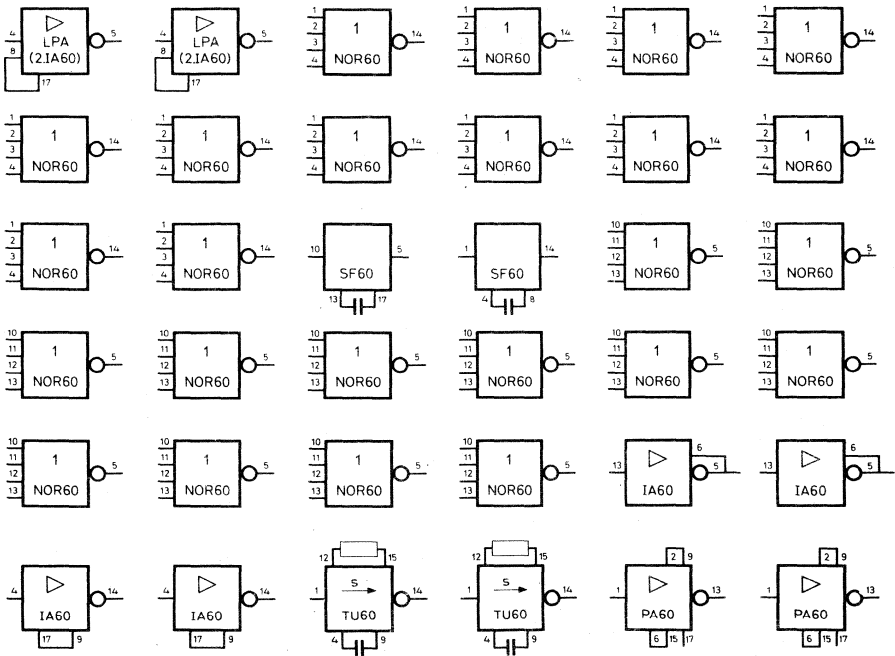 4 LPA 5
8 (2.IA60)
17
4 LPA 5
8 (2.IA60)
17
1
2 1 14
3
4 NOR60
1
2 1 14
3
4 NOR60
1
2 1 14
3
4 NOR60
1
2 1 14
3
4 NOR60
1
2 1 14
3
4 NOR60
1
2 1 14
3
4 NOR60
1
2 1 14
3
4 NOR60
1
2 1 14
3
4 NOR60
1
2 1 14
3
4 NOR60
1
2 1 14
3
4 NOR60
1
2 1 14
3
4 NOR60
1
2 1 14
3
4 NOR60
10 5
SF60
13 17
1 14
SF60
4 8
10
11 1 5
12
13 NOR60
10
11 1 5
12
13 NOR60
10
11 1 5
12
13 NOR60
10
11 1 5
12
13 NOR60
10
11 1 5
12
13 NOR60
10
11 1 5
12
13 NOR60
10
11 1 5
12
13 NOR60
10
11 1 5
12
13 NOR60
10
11 1 5
12
13 NOR60
10
11 1 5
12
13 NOR60
10
11 1 5
12
13 NOR60
10
11 1 5
12
13 NOR60
6
13 5
IA60
6
13 5
IA60
4 14
IA60
17 9
4 14
IA60
17 9
12 15
1 S 14
TU60
4 9
12 15
1 S 14
TU60
4 9
2 9
1 13
PA60
6 15 17
2 9
1 13
PA60
6 15 17